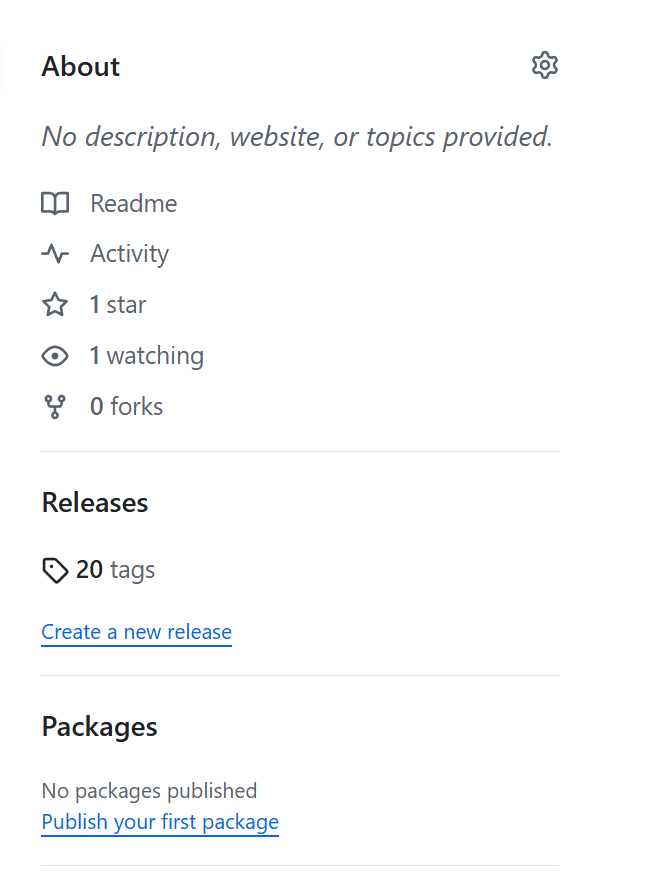 About
No description, website, or topics provided.
Readme
Activity
1 star
1 watching
0 forks
Releases
20 tags
Create a new release
Packages
No packages published
Publish your first package